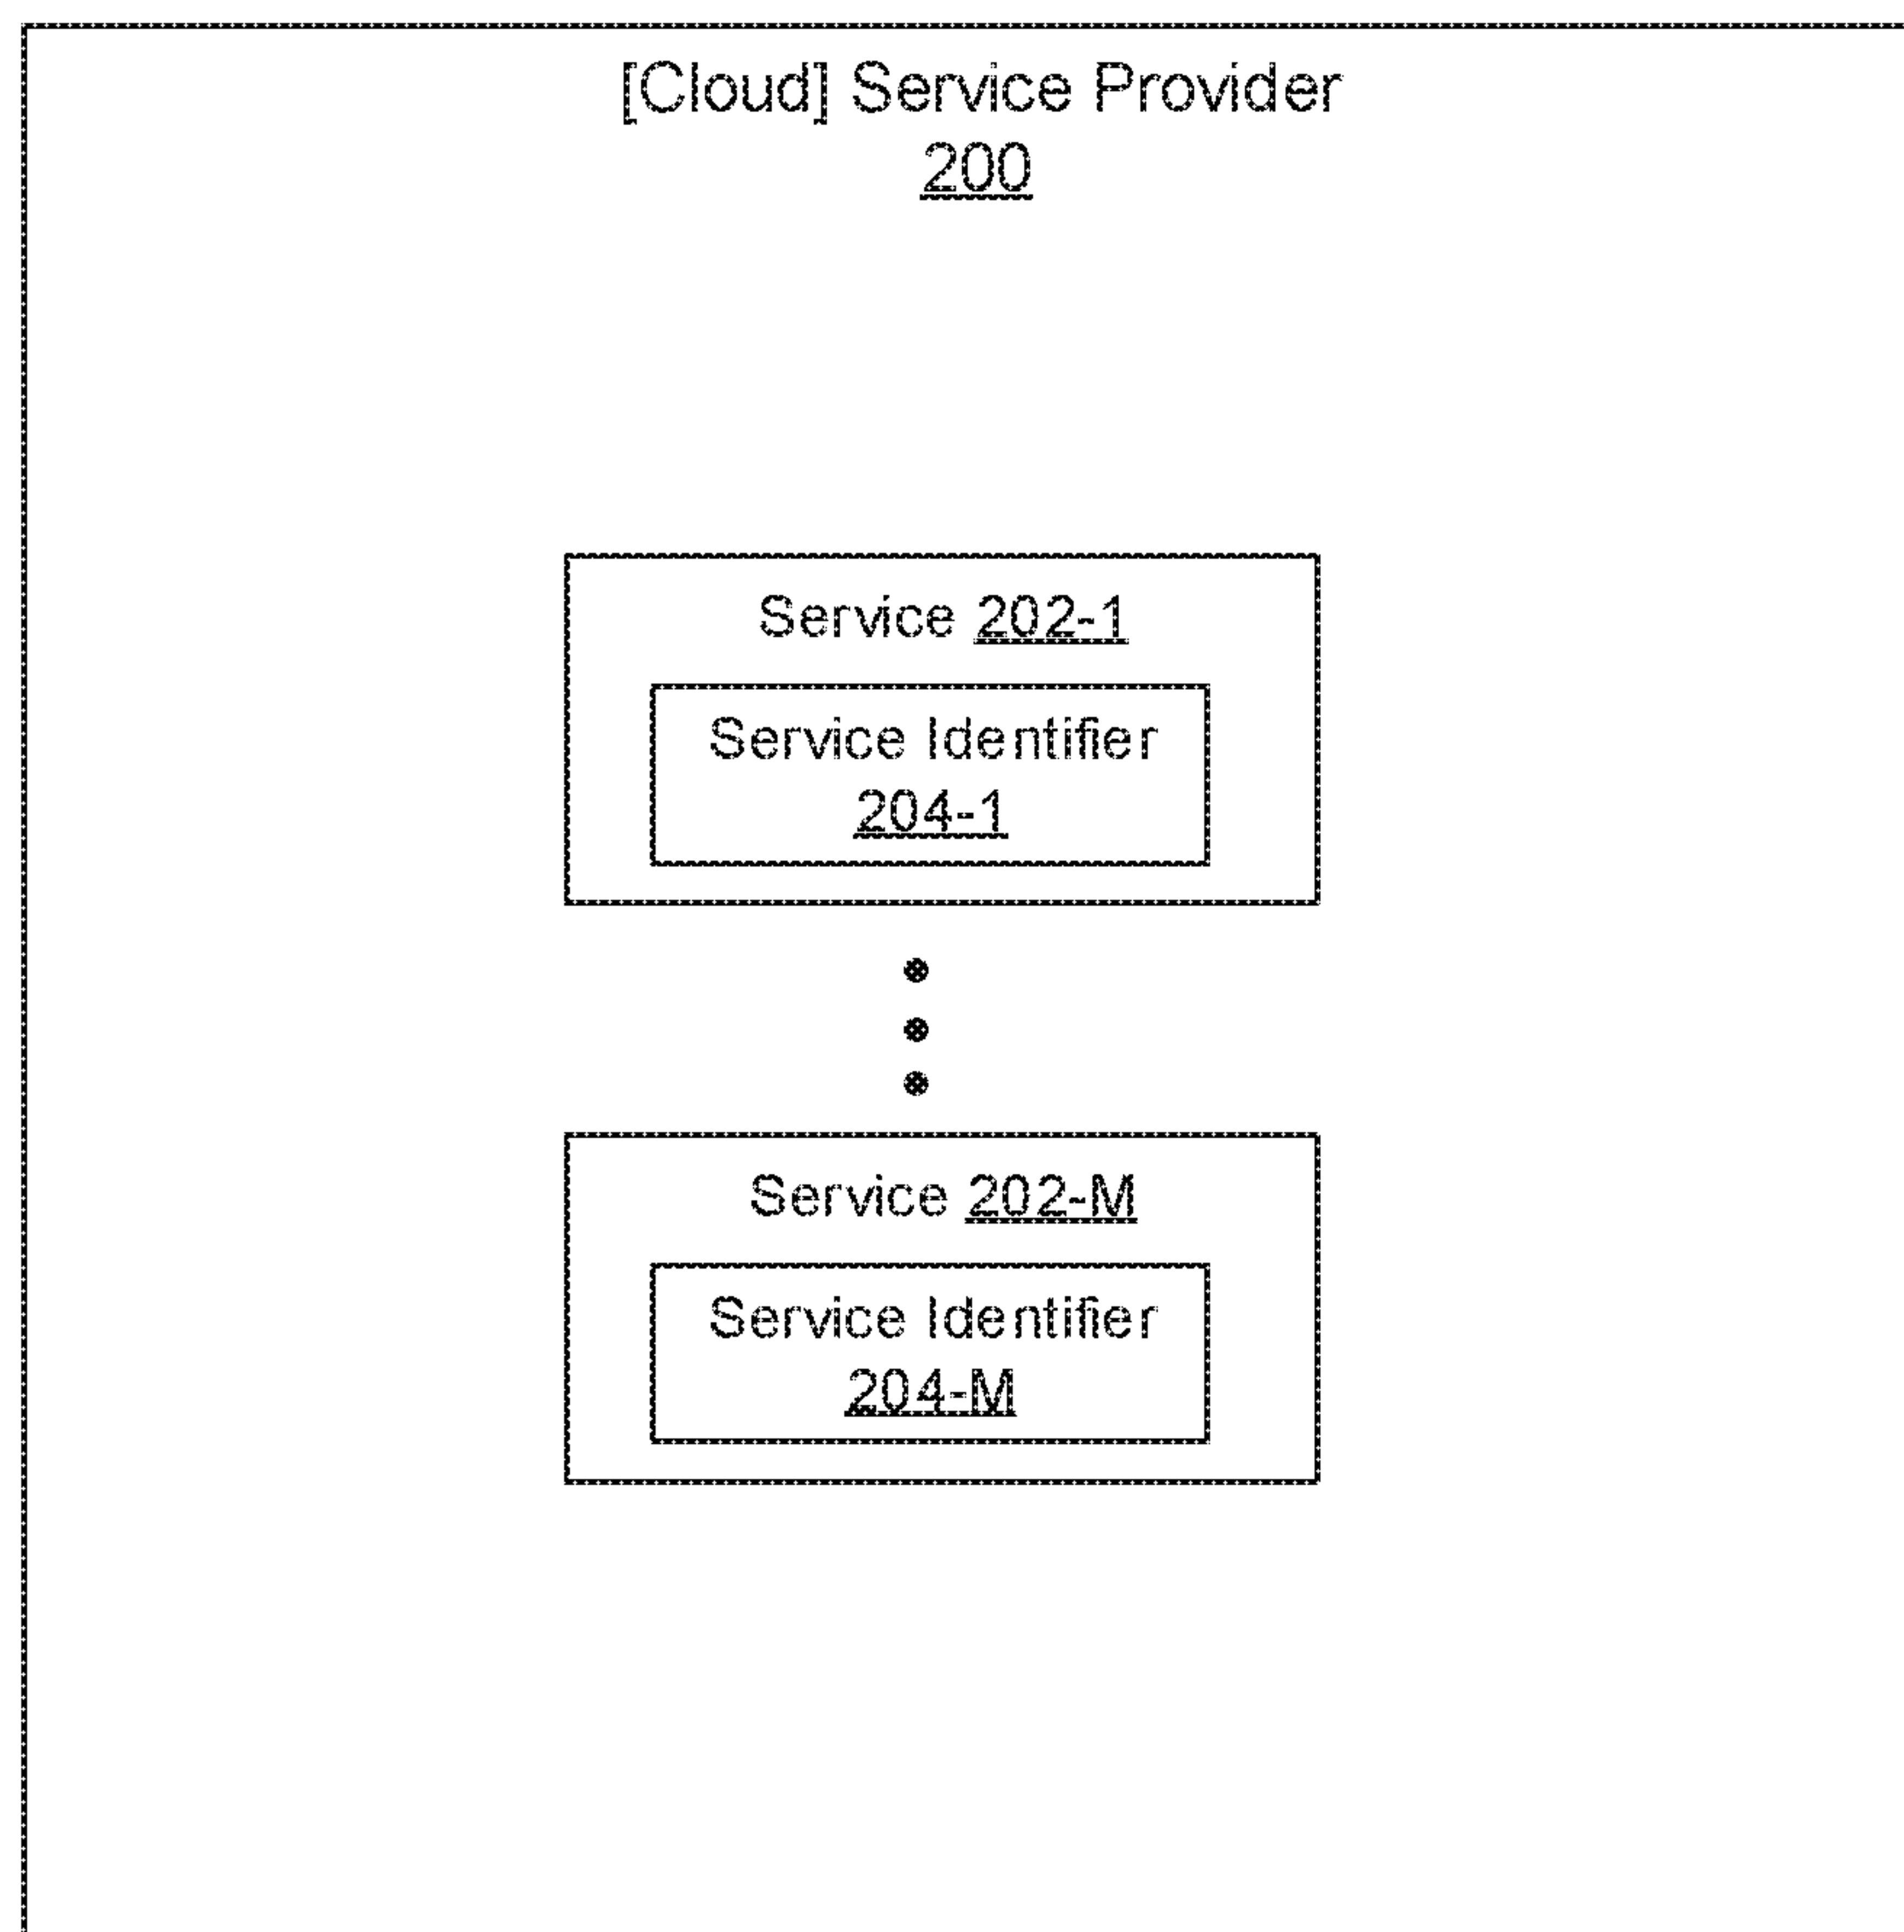 [Cloud] Service Provider
200
Service 202-1
Service Identifier
204-1
Service 202-M
Service Identifier
204-M